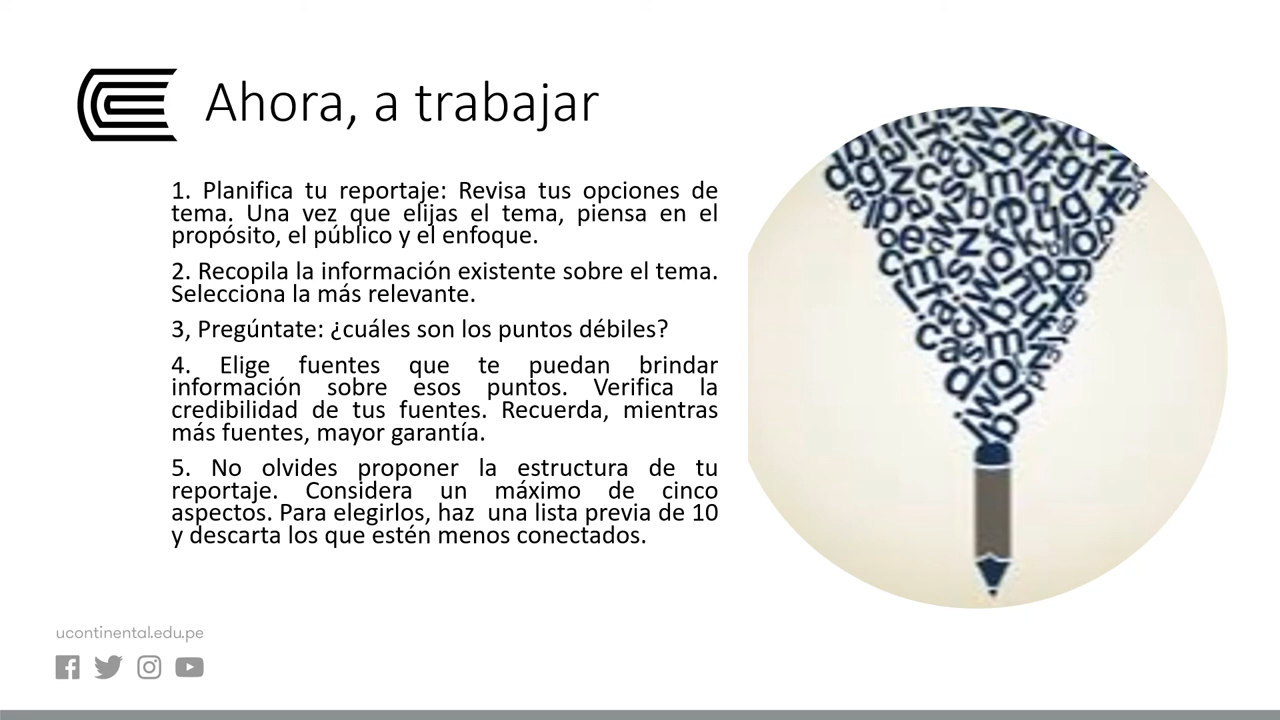 Ahora, a trabajar
1. Planifica tu reportaje: Revisa tus opciones de
tema. Una vez que elijas el tema, piensa en el
propósito, el público y el enfoque.
2. Recopila la información existente sobre el tema.
Selecciona la más relevante.
3, Pregúntate: ¿cuáles son los puntos débiles?
4. Elige fuentes que te puedan brindar
información sobre esos puntos. Verifica la
credibilidad de tus fuentes. Recuerda, mientras
más fuentes, mayor garantía.
5. No olvides proponer la estructura de tu
reportaje. Considera un máximo de cinco
aspectos. Para elegirlos, haz  una lista previa de 10
y descarta los que estén menos conectados.
ucontinental.edu.pe